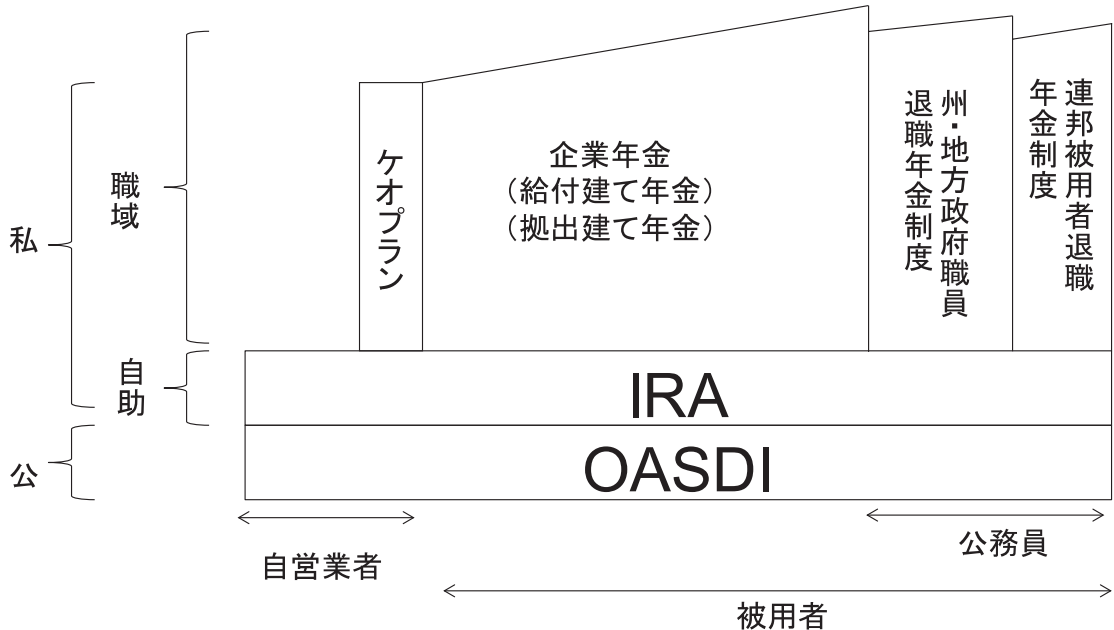 私
公
職域
自助
ケオプラン
企業年金
（給付建て年金）
（拠出建て年金）
州・地方政府職員
退職年金制度
連邦被用者退職
年金制度
IRA
OASDI
自営業者
公務員
被用者